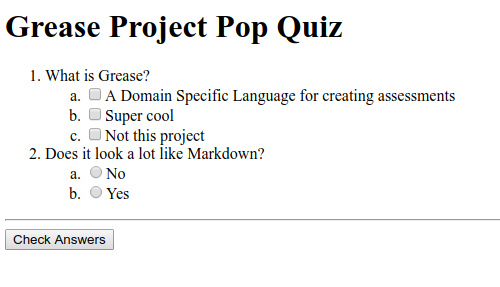 Grease Project Pop Quiz
1. What is Grease?
a. A Domain Specific Language for creating assessments
b. Super cool
c. Not this project
2. Does it look a lot like Markdown?
a. No
b. Yes
Check Answers